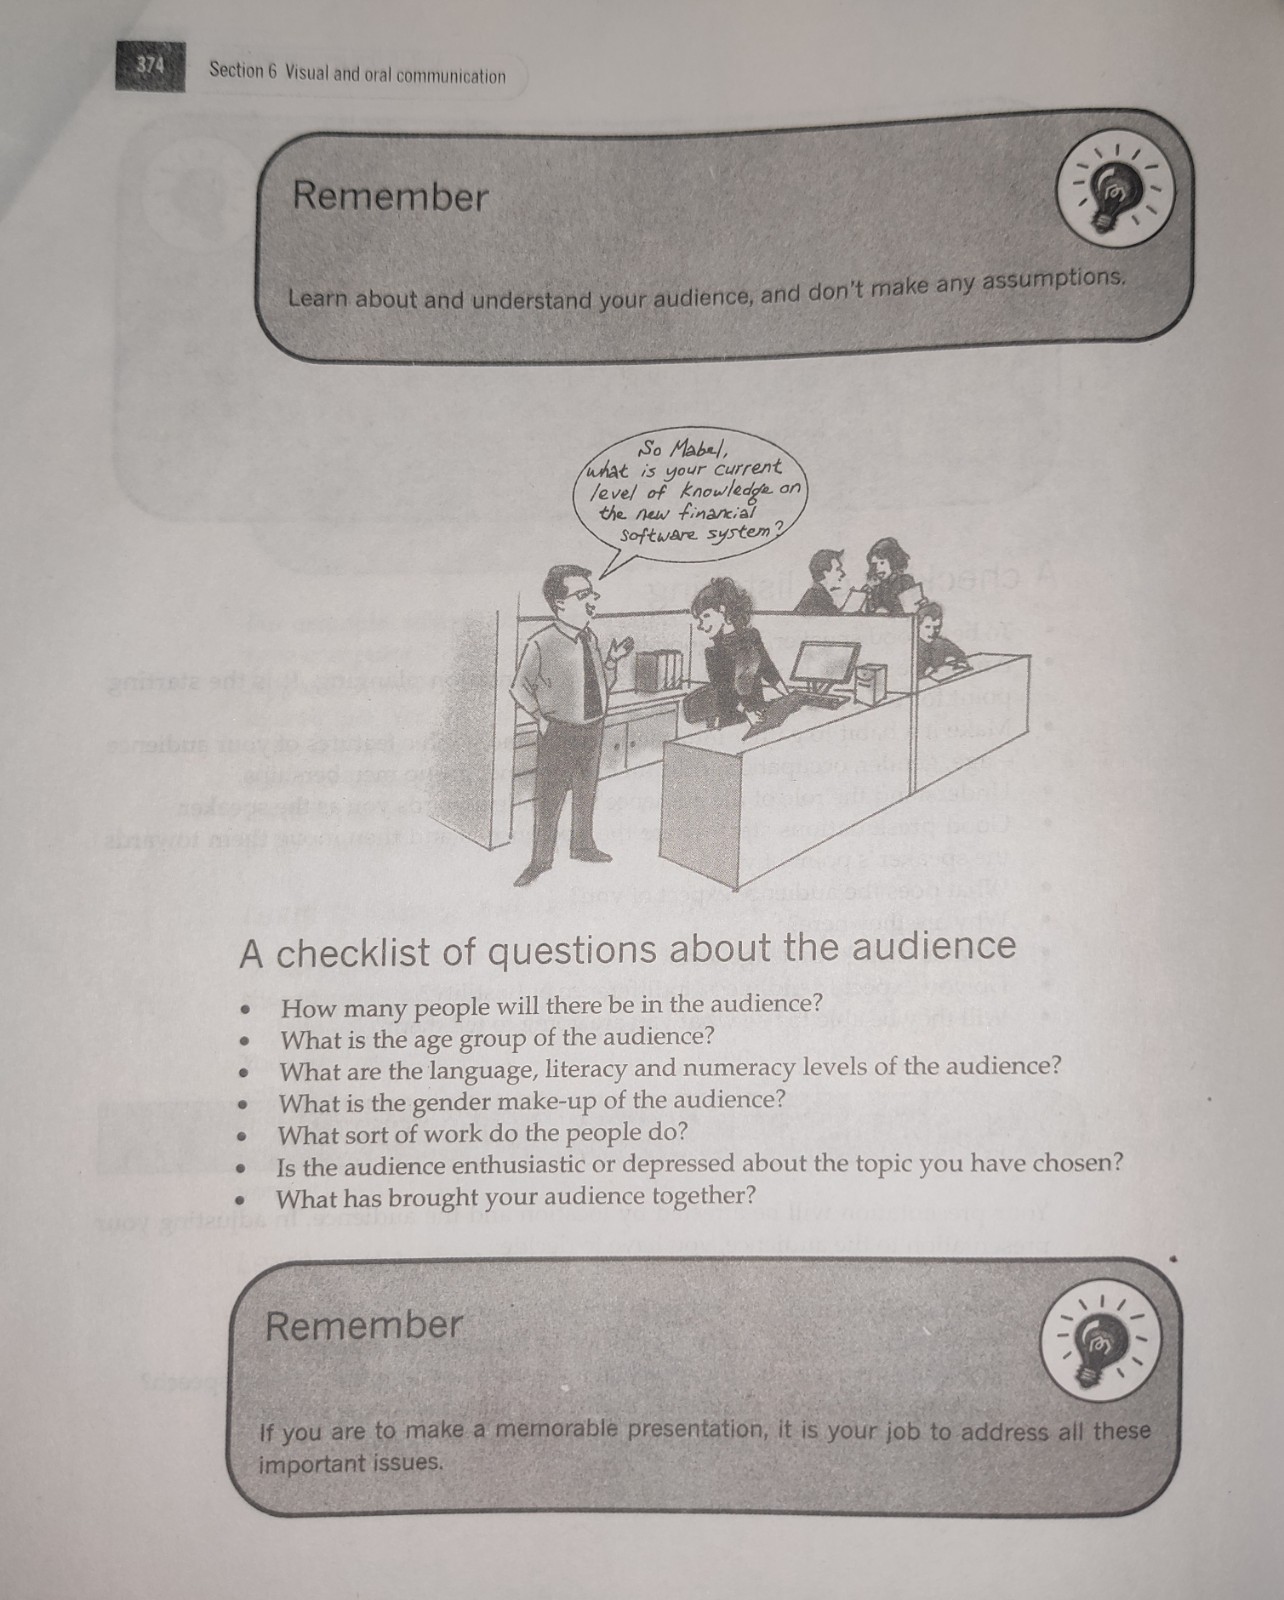 374
Section 6 Visual and oral communication
Remember
Learn about and understand your audience, and don't make any assumptions.
So Mabel,
what is your current
level of knowledge on
the new financial
software system?
A checklist of questions about the audience
• How many people will there be in the audience?
• What is the age group of the audience?
• What are the language, literacy and numeracy levels of the audience?
• What is the gender make-up of the audience?
• What sort of work do the people do?
• Is the audience enthusiastic or depressed about the topic you have chosen?
• What has brought your audience together?
Remember
If you are to make a memorable presentation, it is your job to address all these
important issues.